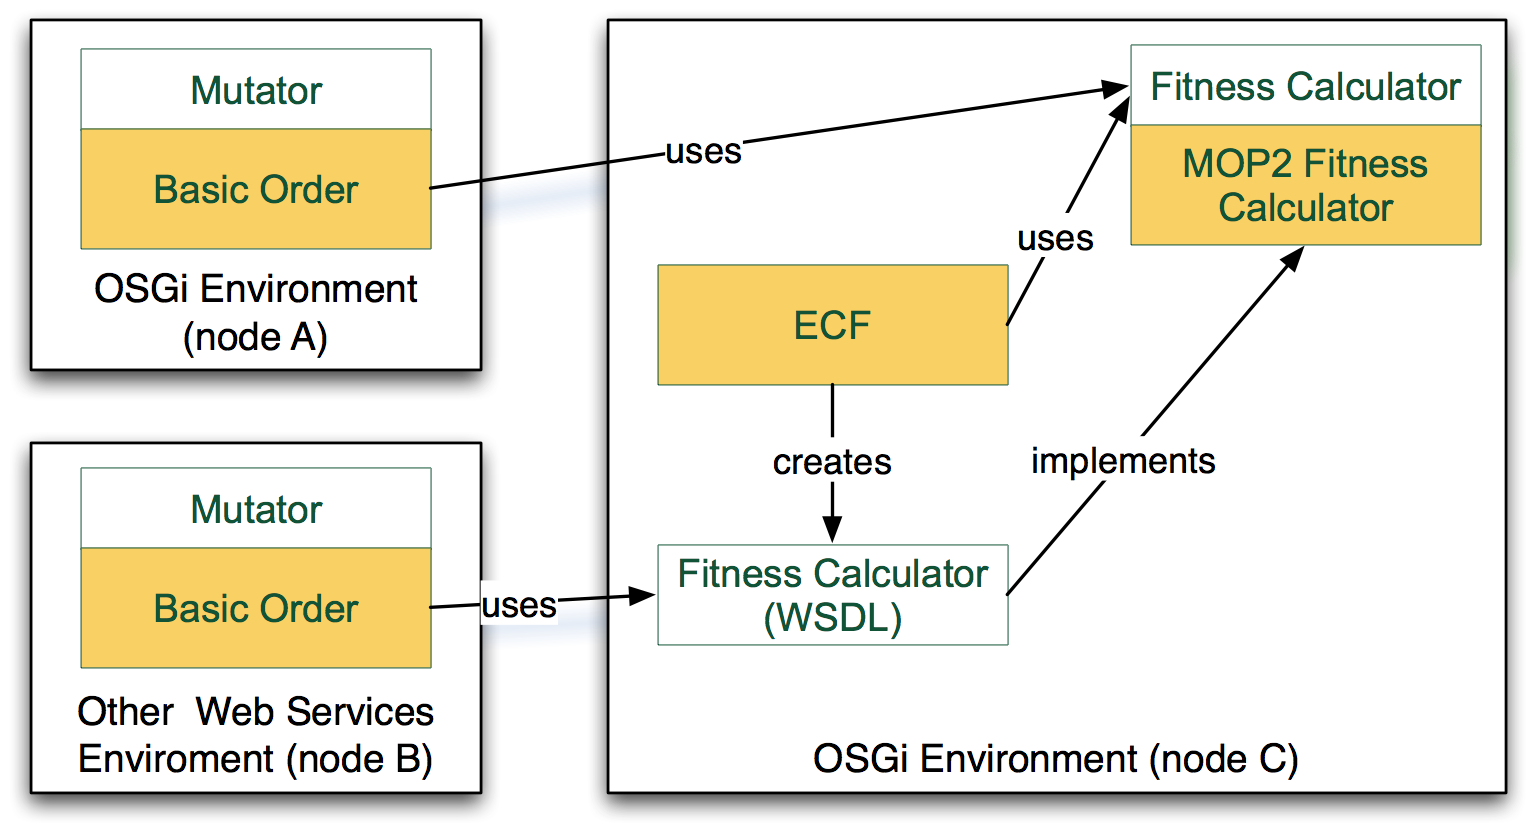 Mutator
Basic Order
OSGi Environment
(node A)
uses
Fitness Calculator
MOP2 Fitness
Calculator
uses
ECF
creates
implements
Mutator
Basic Order
Other  Web Services
Enviroment (node B)
uses
Fitness Calculator
(WSDL)
OSGi Environment (node C)